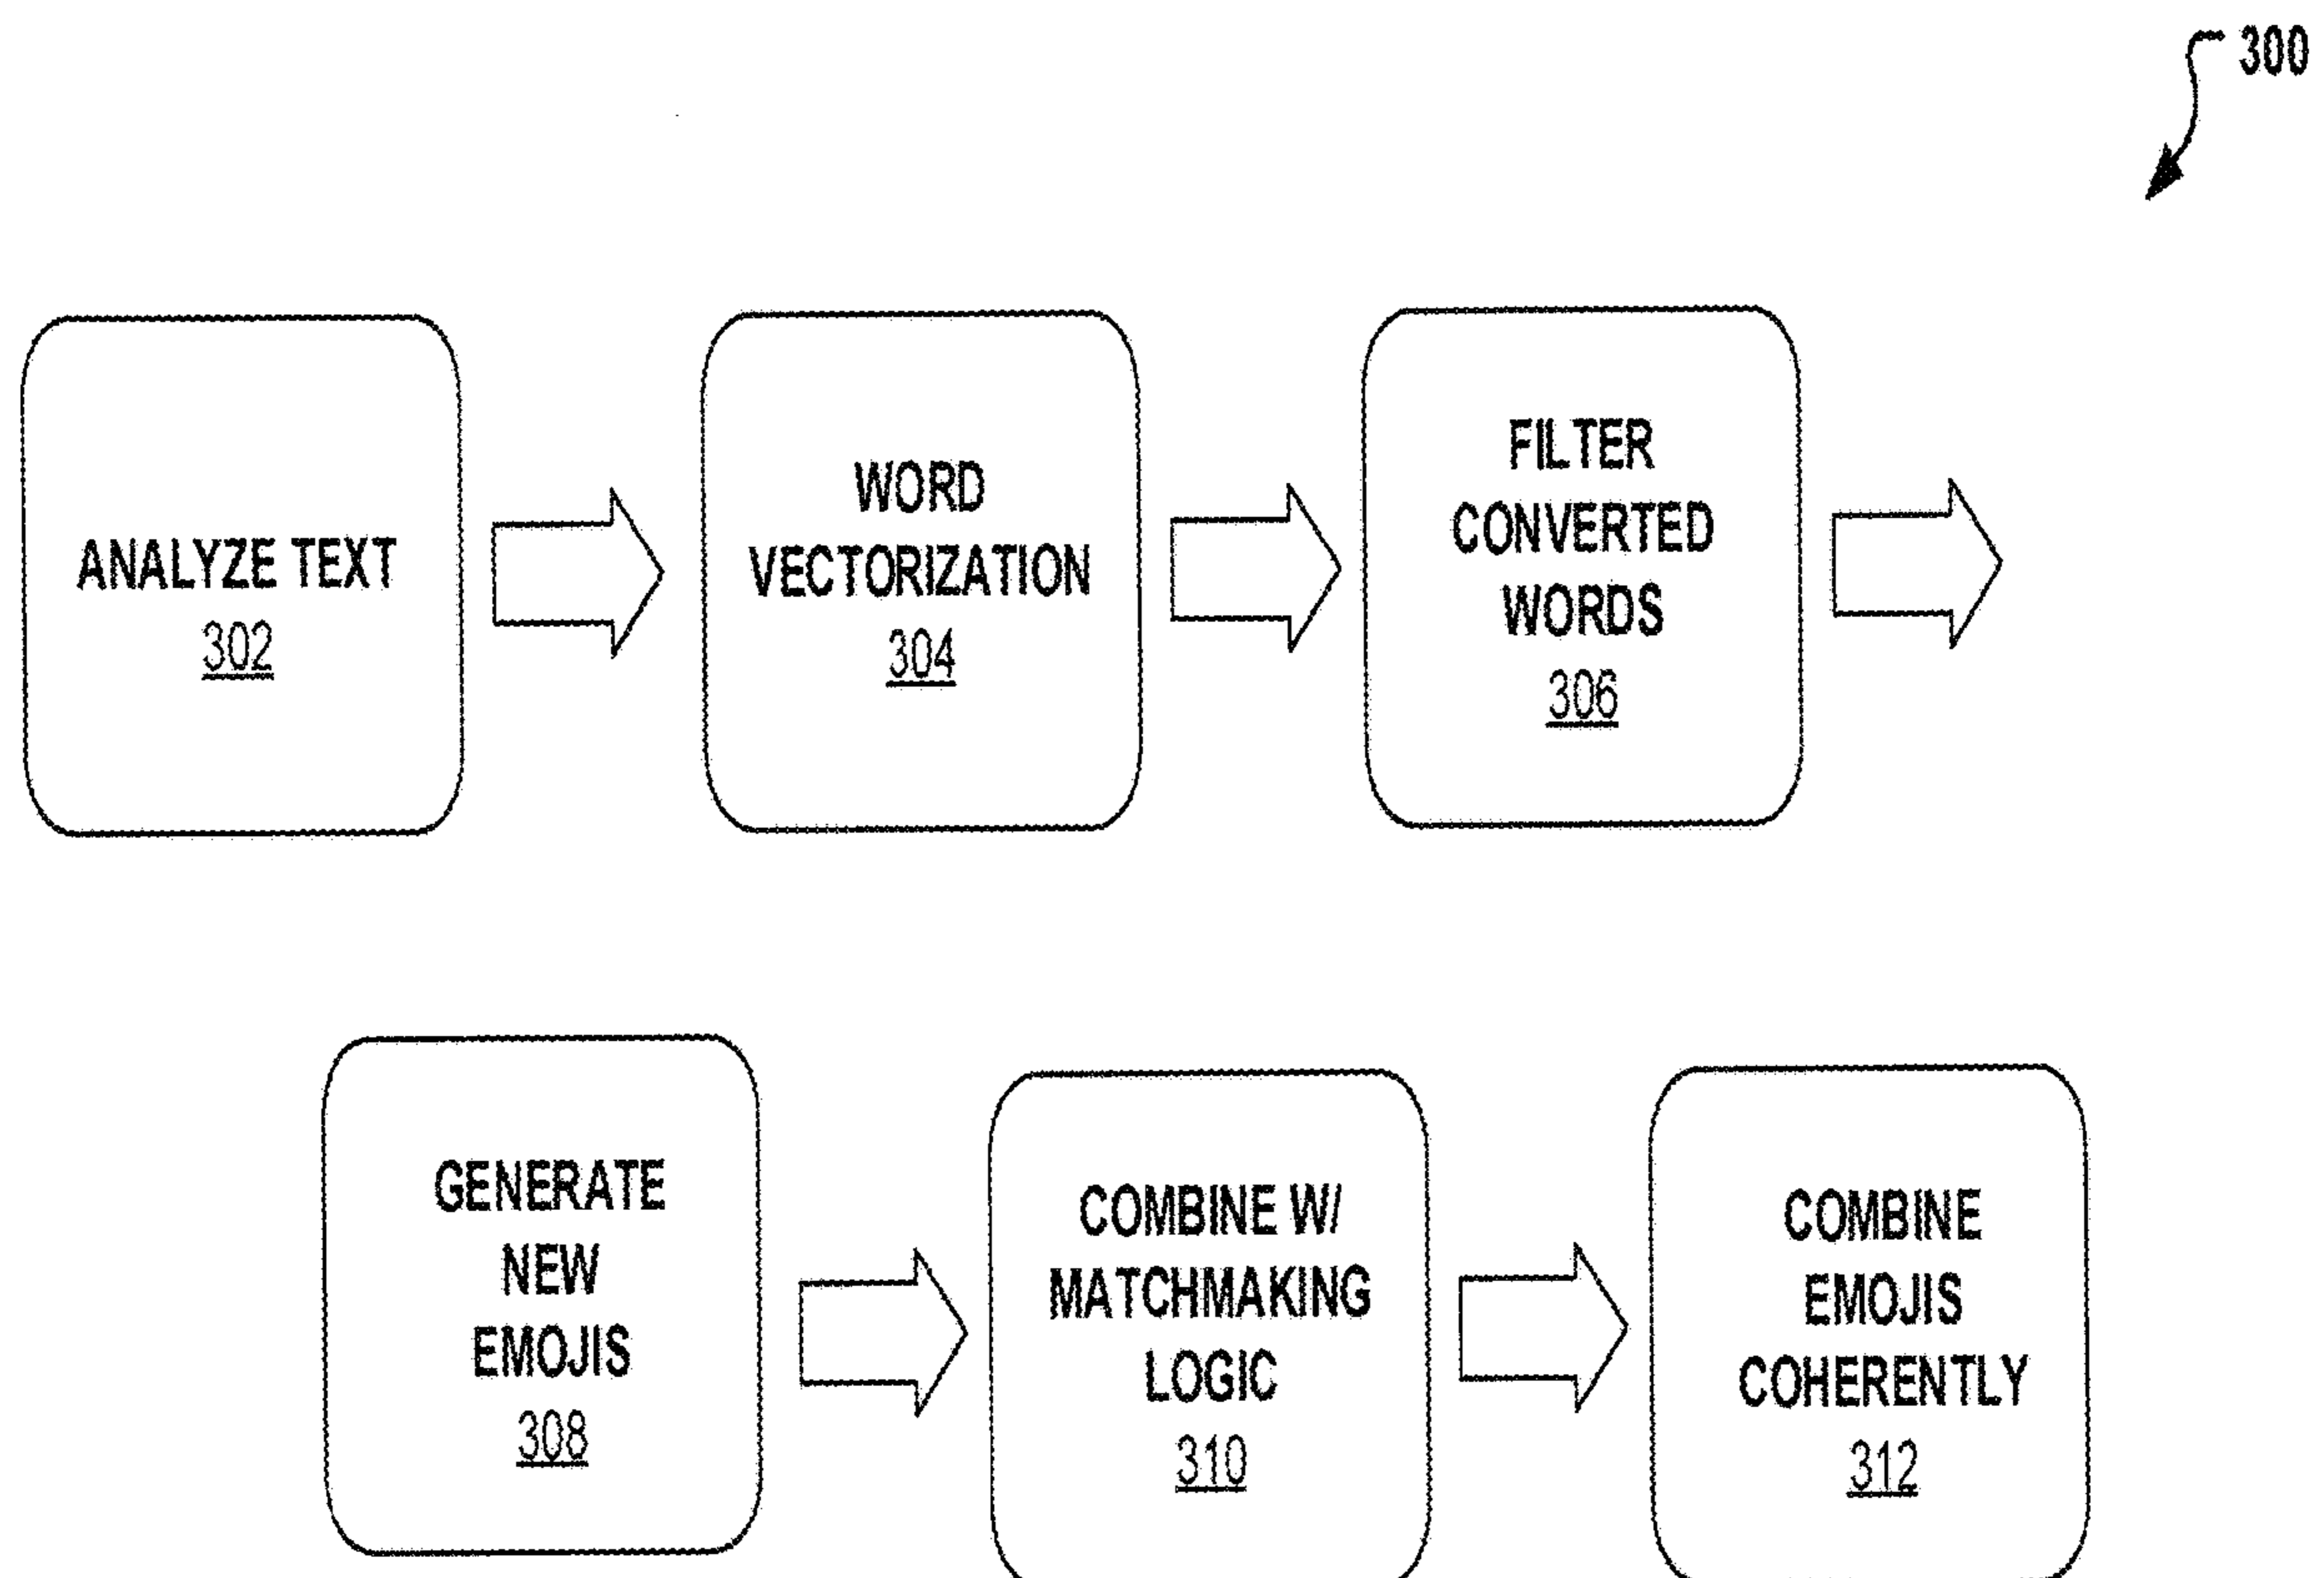 300
ANALYZE TEXT
302
WORD
VECTORIZATION
304
FILTER
CONVERTED
WORDS
306
GENERATE
NEW
EMOJIS
308
COMBINE W/
MATCHMAKING
LOGIC
310
COMBINE
EMOJIS
COHERENTLY
312